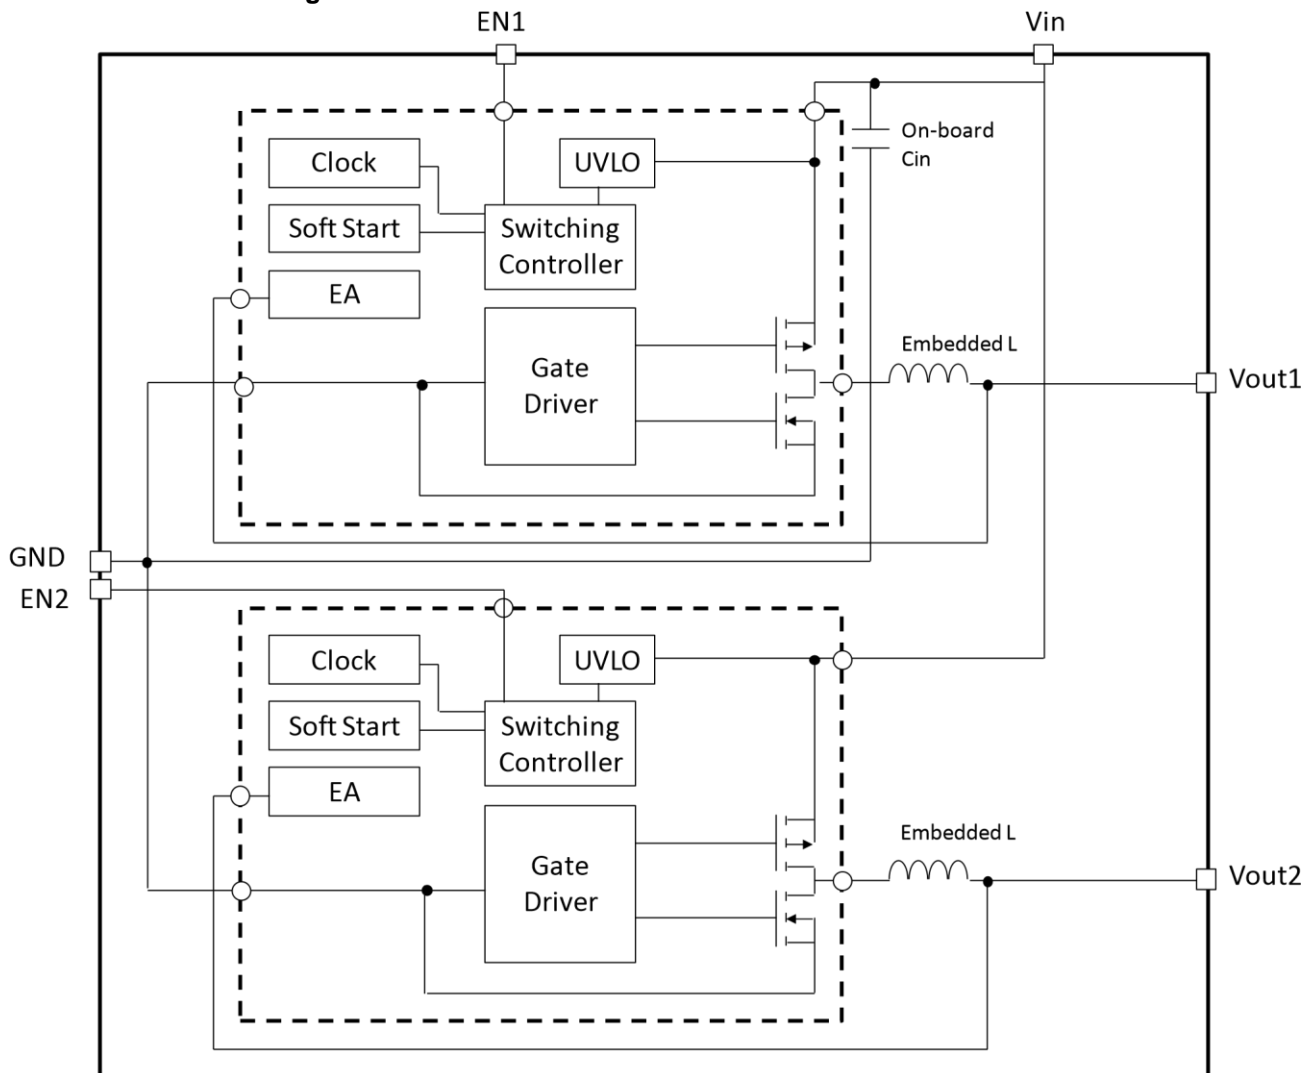 EN1
Vin
Clock
UVLO
On-board
Cin
Soft Start
Switching
Controller
EA
Gate
Driver
Embedded L
Vout1
GND
EN2
Clock
UVLO
Soft Start
Switching
Controller
EA
Gate
Driver
Embedded L
Vout2